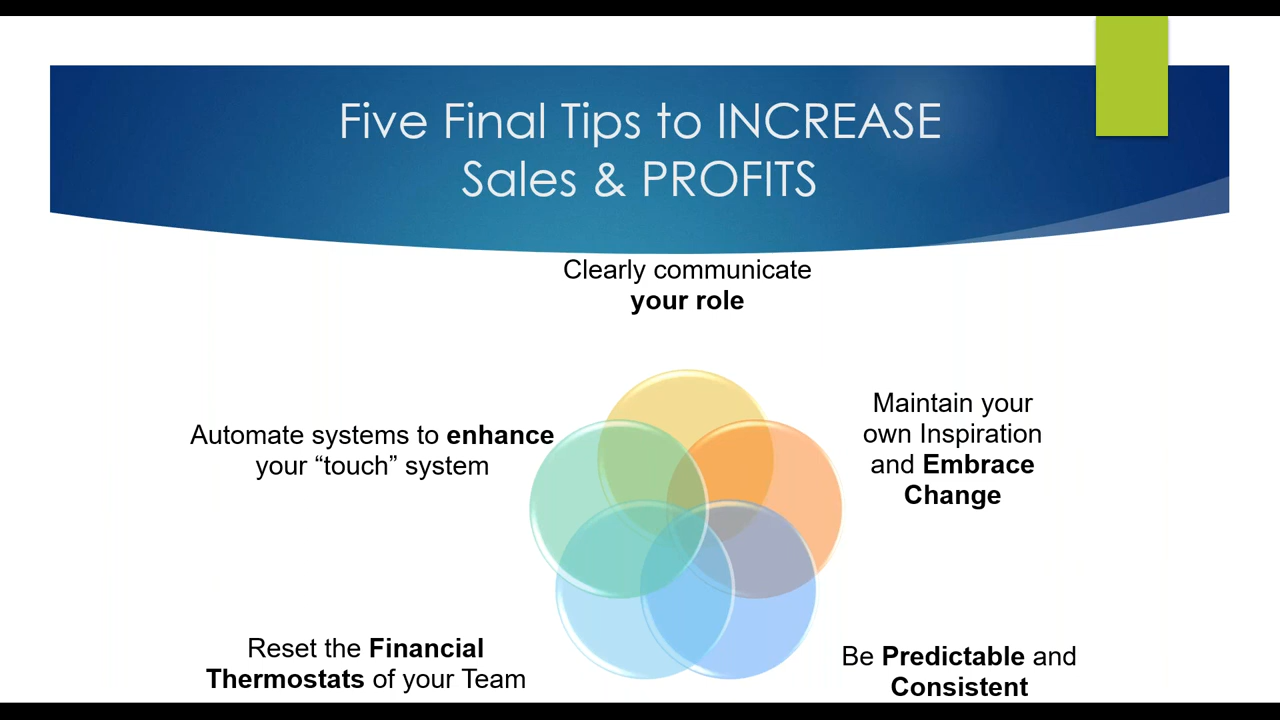 Five Final Tips to INCREASE
Sales & PROFITS
Clearly communicate
your role
Maintain your
own Inspiration
and Embrace
Change
Be Predictable and
Consistent
Reset the Financial
Thermostats of your Team
Automate systems to enhance
your “touch” system